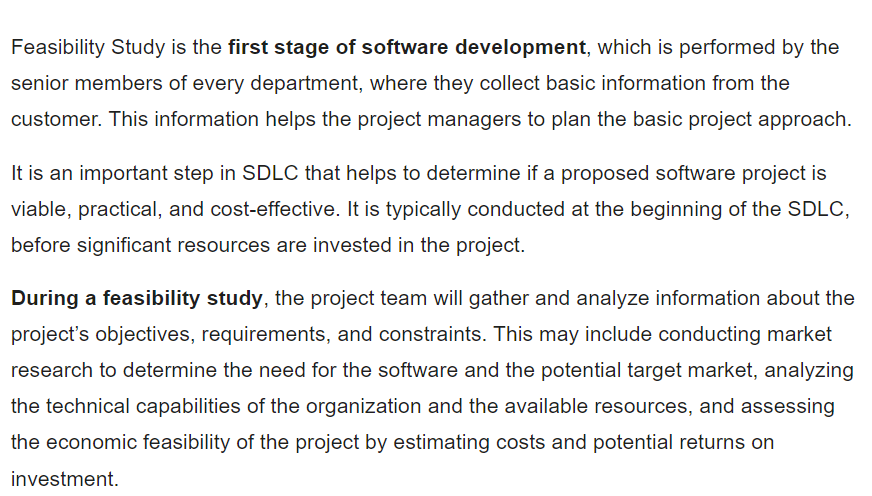 Feasibility Study is the first stage of software development, which is performed by the
senior members of every department, where they collect basic information from the
customer. This information helps the project managers to plan the basic project approach.
It is an important step in SDLC that helps to determine if a proposed software project is
viable, practical, and cost-effective. It is typically conducted at the beginning of the SDLC,
before significant resources are invested in the project.
During a feasibility study, the project team will gather and analyze information about the
project’s objectives, requirements, and constraints. This may include conducting market
research to determine the need for the software and the potential target market, analyzing
the technical capabilities of the organization and the available resources, and assessing
the economic feasibility of the project by estimating costs and potential returns on
investment.